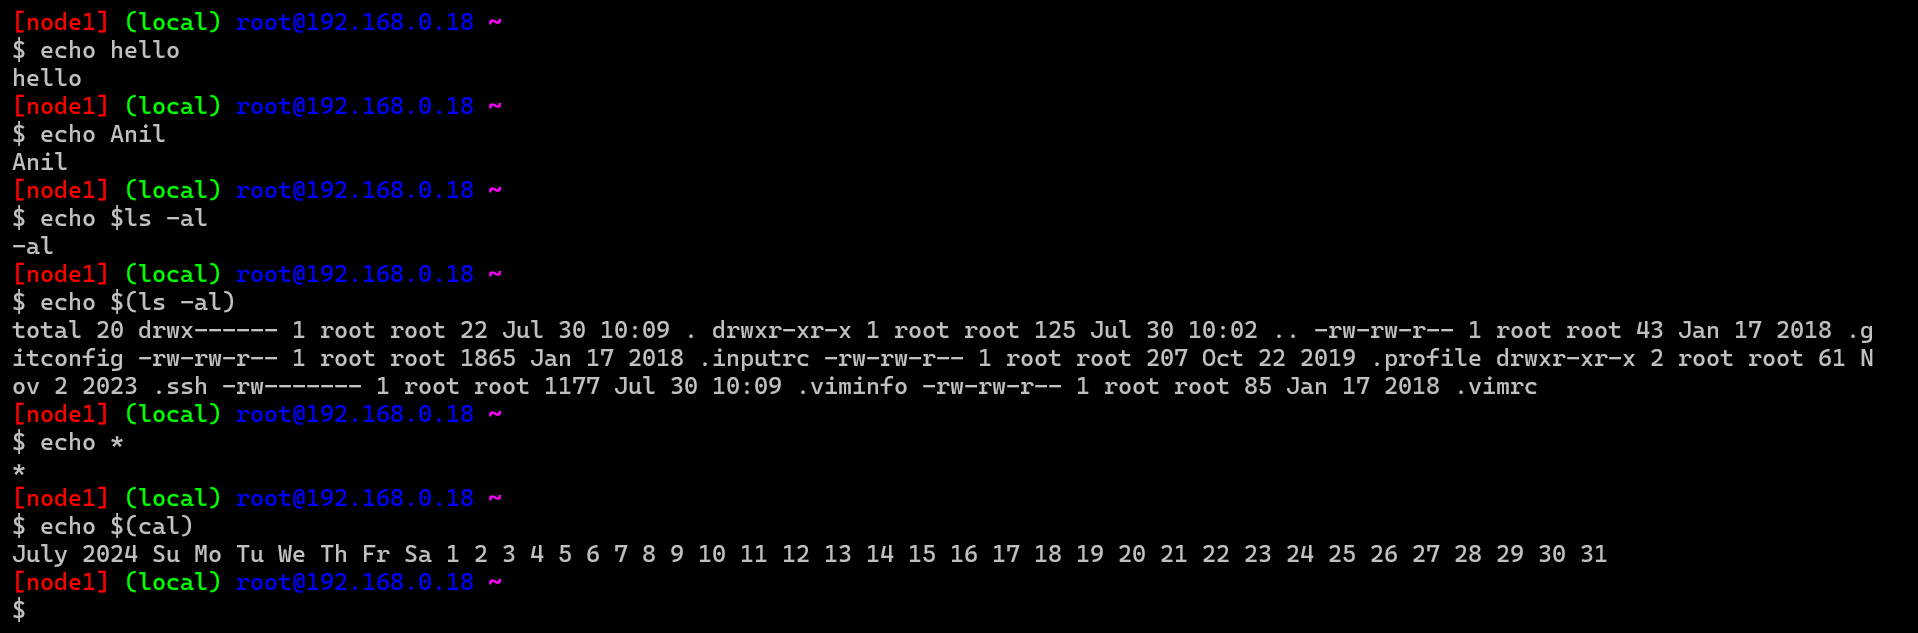 [node1] (local) root@192.168.0.18 ~
$ echo hello
hello
[node1] (local) root@192.168.0.18 ~
$ echo Anil
Anil
[node1] (local) root@192.168.0.18 ~
$ echo $ls -al
-al
[node1] (local) root@192.168.0.18 ~
$ echo $(ls -al)
total 20 drwx------ 1 root root 22 Jul 30 10:09 . drwxr-xr-x 1 root root 125 Jul 30 10:02 .. -rw-rw-r-- 1 root root 43 Jan 17 2018 .g
itconfig -rw-rw-r-- 1 root root 1865 Jan 17 2018 .inputrc -rw-rw-r-- 1 root root 207 Oct 22 2019 .profile drwxr-xr-x 2 root root 61 N
ov 2 2023 .ssh -rw------- 1 root root 1177 Jul 30 10:09 .viminfo -rw-rw-r-- 1 root root 85 Jan 17 2018 .vimrc
[node1] (local) root@192.168.0.18 ~
$ echo *
*
[node1] (local) root@192.168.0.18 ~
$ echo $(cal)
July 2024 Su Mo Tu We Th Fr Sa 1 2 3 4 5 6 7 8 9 10 11 12 13 14 15 16 17 18 19 20 21 22 23 24 25 26 27 28 29 30 31
[node1] (local) root@192.168.0.18 ~
$